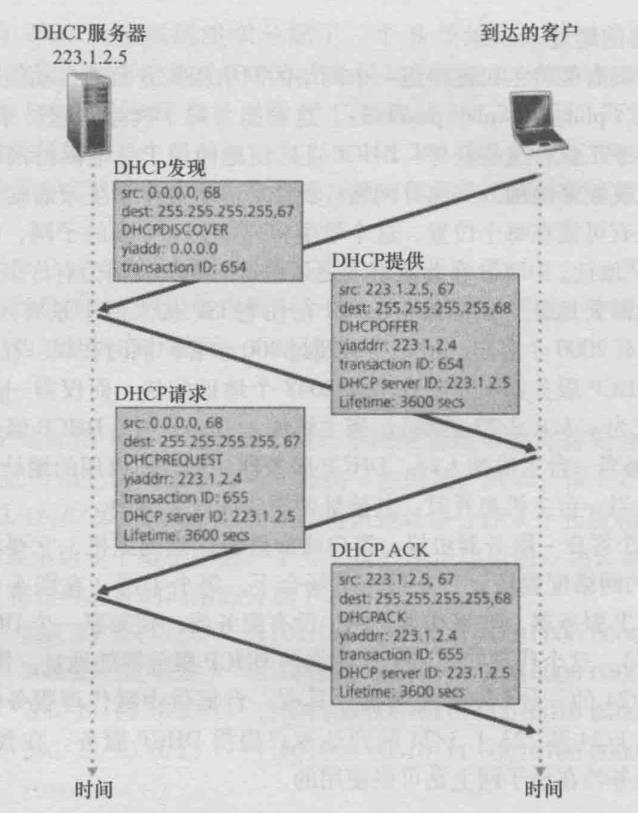 DHCP服务器
223.1.2.5
到达的客户
DHCP发现
src: 0.0.0.0, 68
dest: 255.255.255.255,67
DHCPDISCOVER
yiaddr: 0.0.0.0
transaction ID: 654
DHCP提供
src: 223.1.2.5, 67
dest: 255.255.255.255,68
DHCPOFFER
yiaddr: 223.1.2.4
transaction ID: 654
DHCP server ID: 223.1.2.5
Lifetime: 3600 secs
DHCP请求
src: 0.0.0.0, 68
dest: 255.255.255.255, 67
DHCPREQUEST
yiaddr: 223.1.2.4
transaction ID: 655
DHCP server ID: 223.1.2.5
Lifetime: 3600 secs
DHCP ACK
src: 223.1.2.5, 67
dest: 255.255.255.255,68
DHCPACK
yiaddr: 223.1.2.4
transaction ID: 655
DHCP server ID: 223.1.2.5
Lifetime: 3600 secs
时间
时间